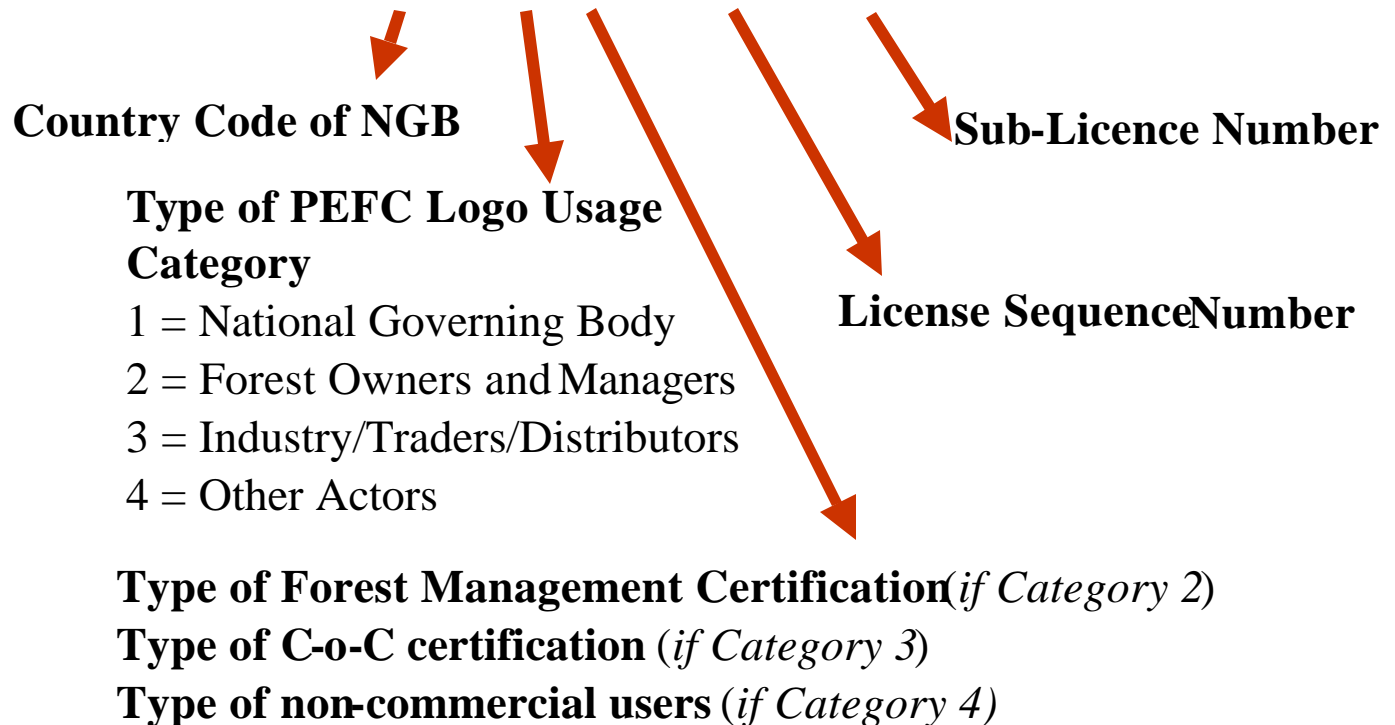 Country Code of NGB
Sub-Licence Number
Type of PEFC Logo Usage
Category
1 = National Governing Body
2 = Forest Owners and Managers
3 = Industry/Traders/Distributors
4 = Other Actors
License Sequence Number
Type of Forest Management Certification (if Category 2)
Type of C-o-C certification (if Category 3)
Type of non-commercial users (if Category 4)